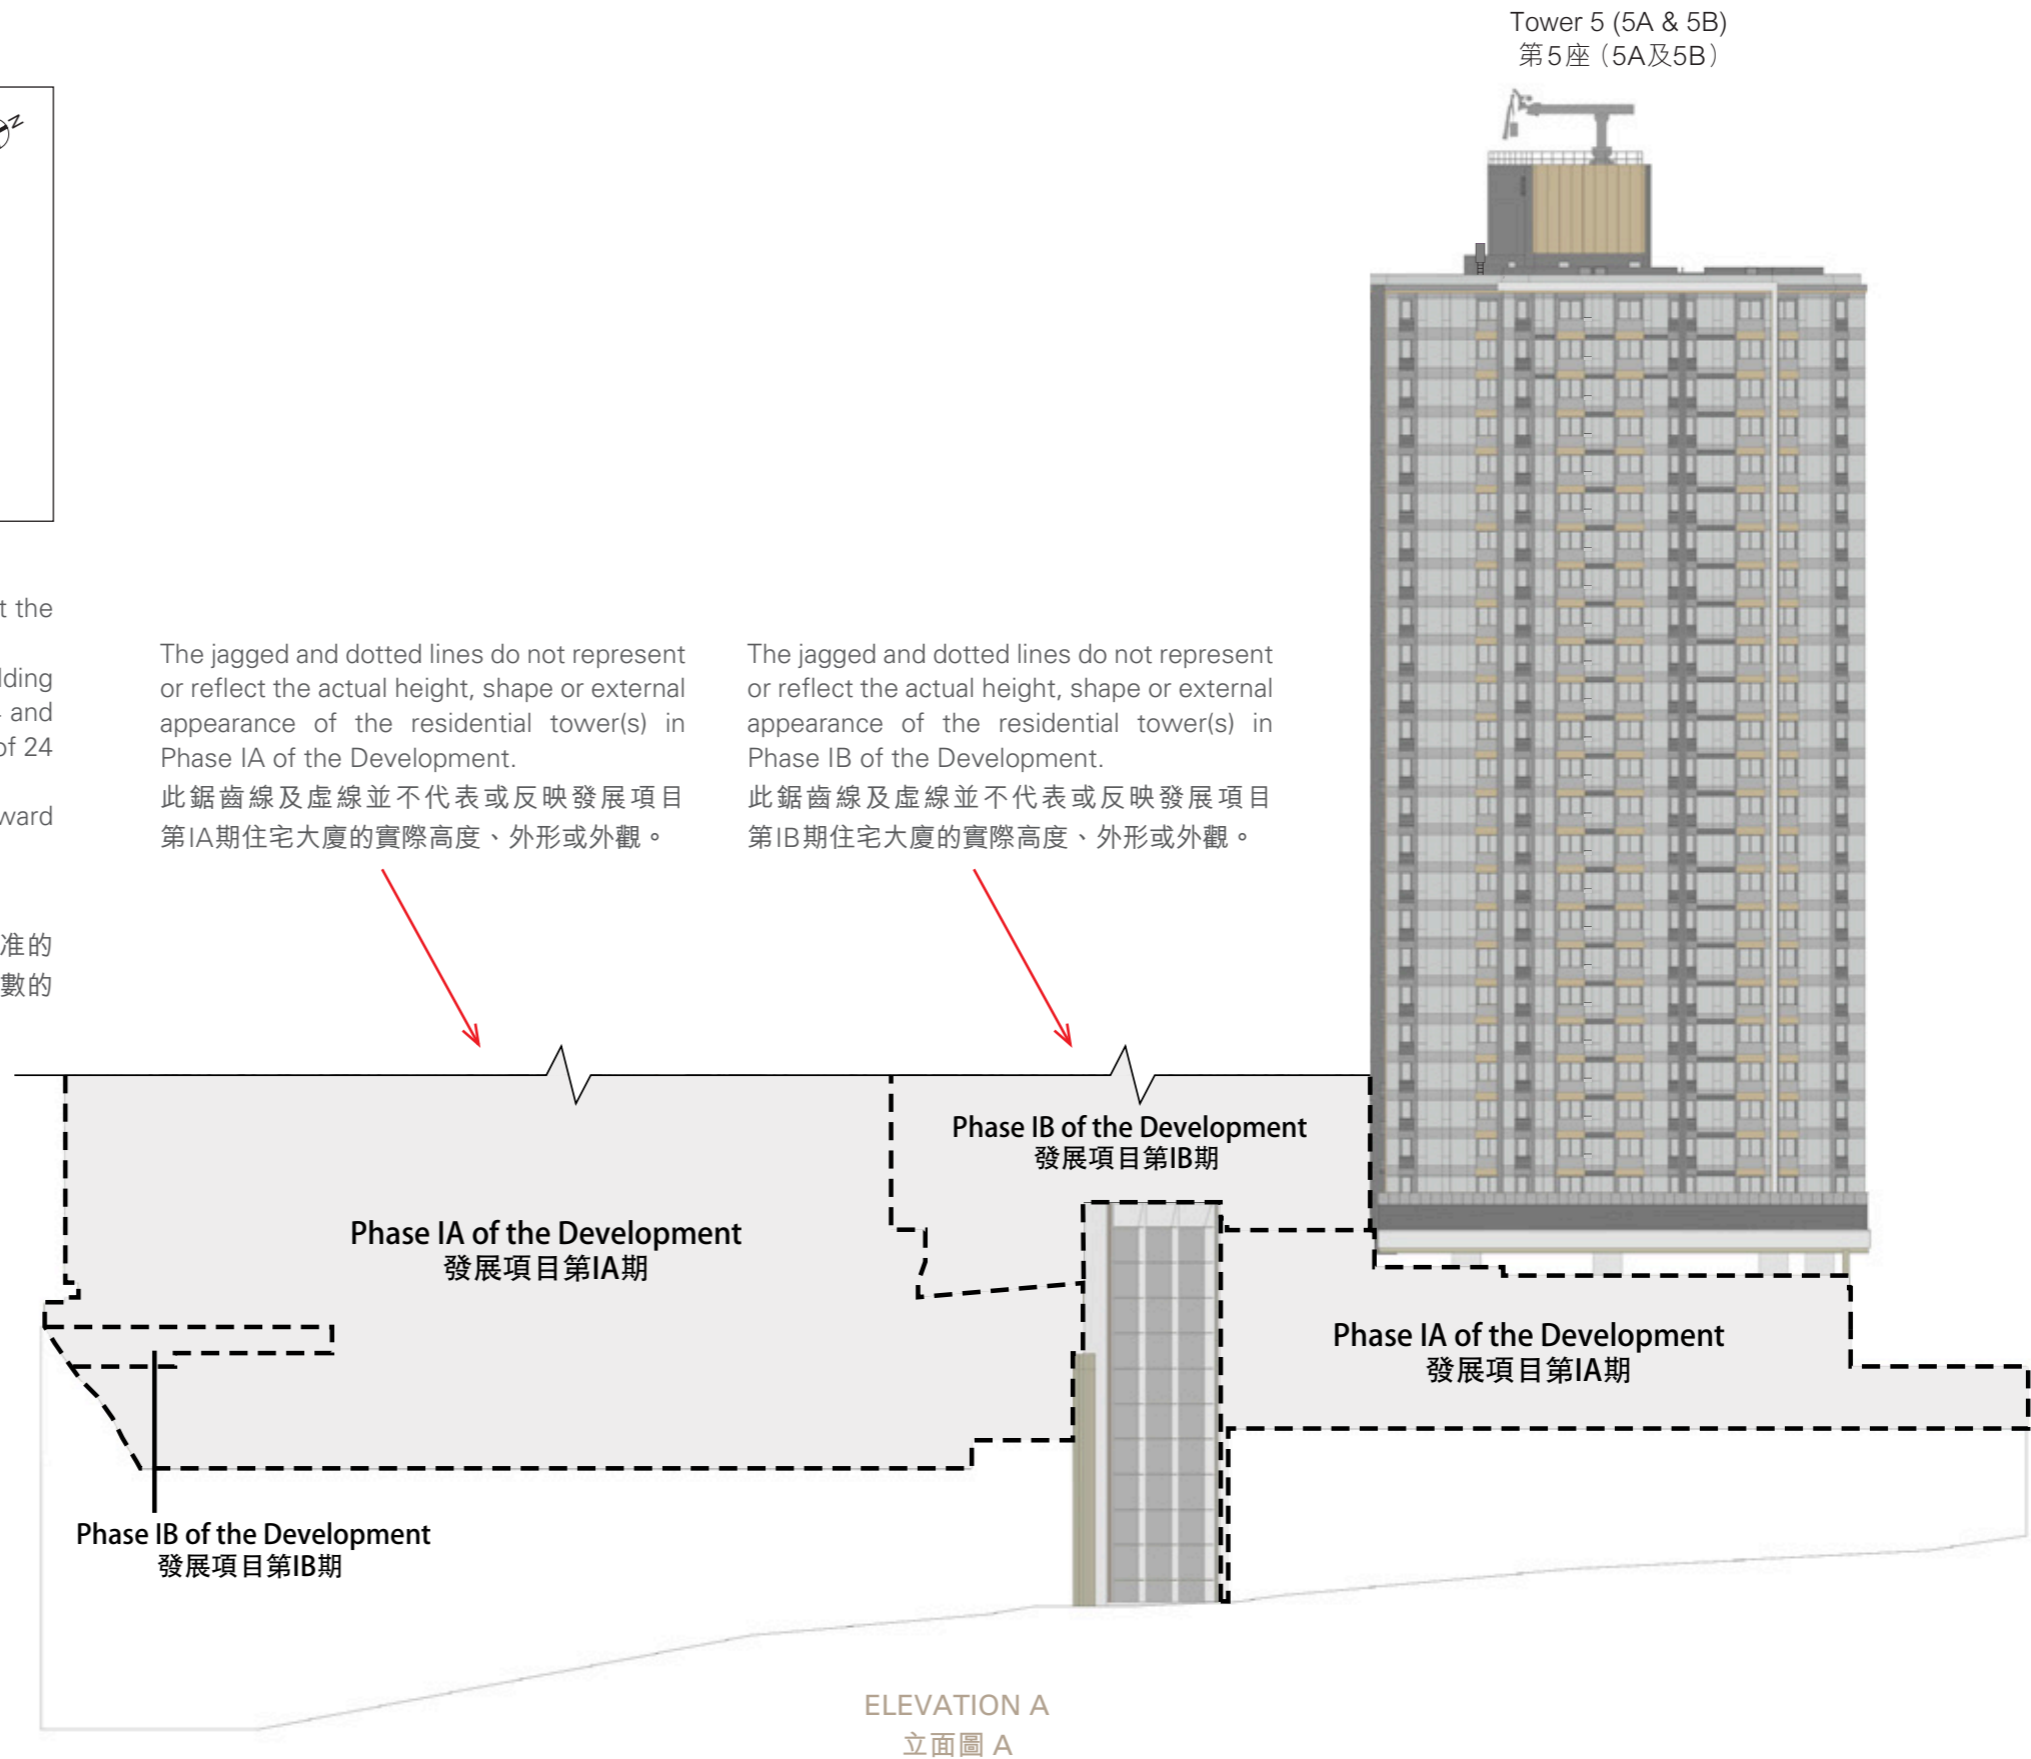 Tower 5 (5A & 5B)
第5座（5A及5B）
N
t the
lding
and
of 24
ward
准的
數的
The jagged and dotted lines do not represent
or reflect the actual height, shape or external
appearance of the residential tower(s) in
Phase IA of the Development.
此鋸齒線及虛線並不代表或反映發展項目
第IA期住宅大廈的實際高度、外形或外觀。
The jagged and dotted lines do not represent
or reflect the actual height, shape or external
appearance of the residential tower(s) in
Phase IB of the Development.
此鋸齒線及虛線並不代表或反映發展項目
第IB期住宅大廈的實際高度、外形或外觀。
Phase IB of the Development
發展項目第IB期
Phase IA of the Development
發展項目第IA期
Phase IA of the Development
發展項目第IA期
Phase IB of the Development
發展項目第IB期
ELEVATION A
立面圖 A